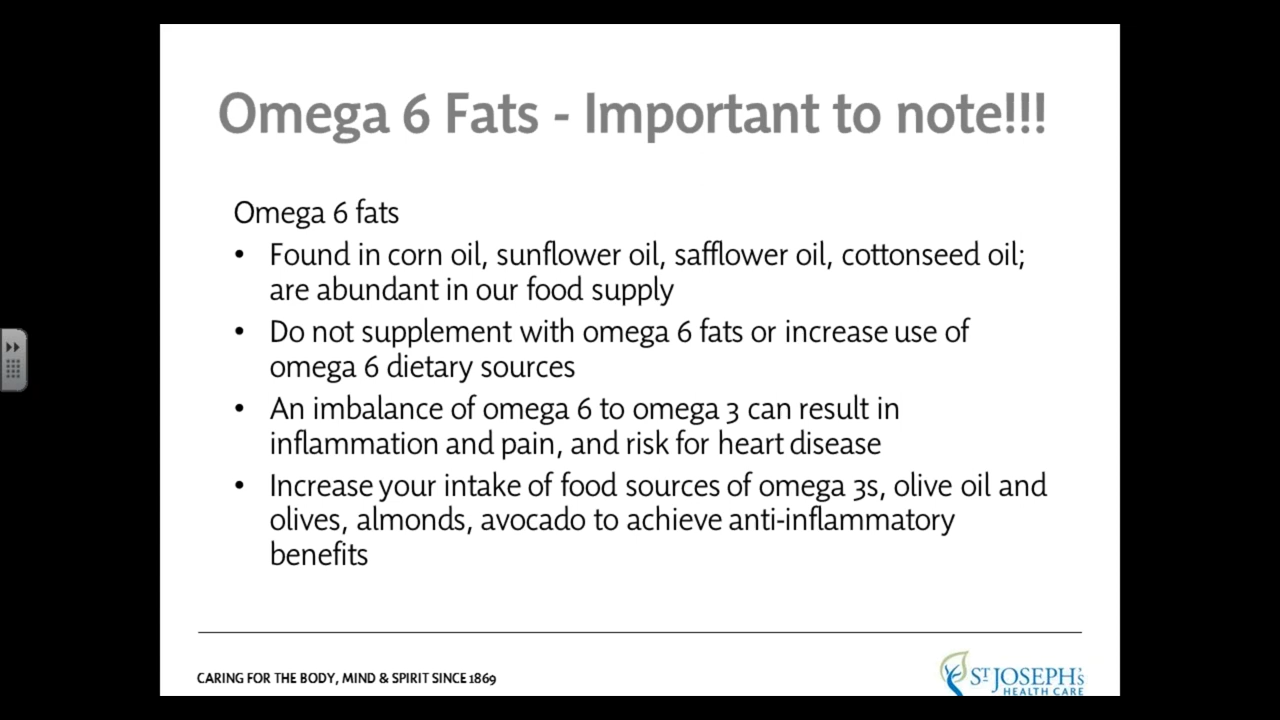 Omega 6 Fats - Important to note!!!
Omega 6 fats
• Found in corn oil, sunflower oil, safflower oil, cottonseed oil;
are abundant in our food supply
• Do not supplement with omega 6 fats or increase use of
omega 6 dietary sources
• An imbalance of omega 6 to omega 3 can result in
inflammation and pain, and risk for heart disease
• Increase your intake of food sources of omega 3s, olive oil and
olives, almonds, avocado to achieve anti-inflammatory
benefits
CARING FOR THE BODY, MIND & SPIRIT SINCE 1869
ST JOSEPH'S
HEALTH CARE